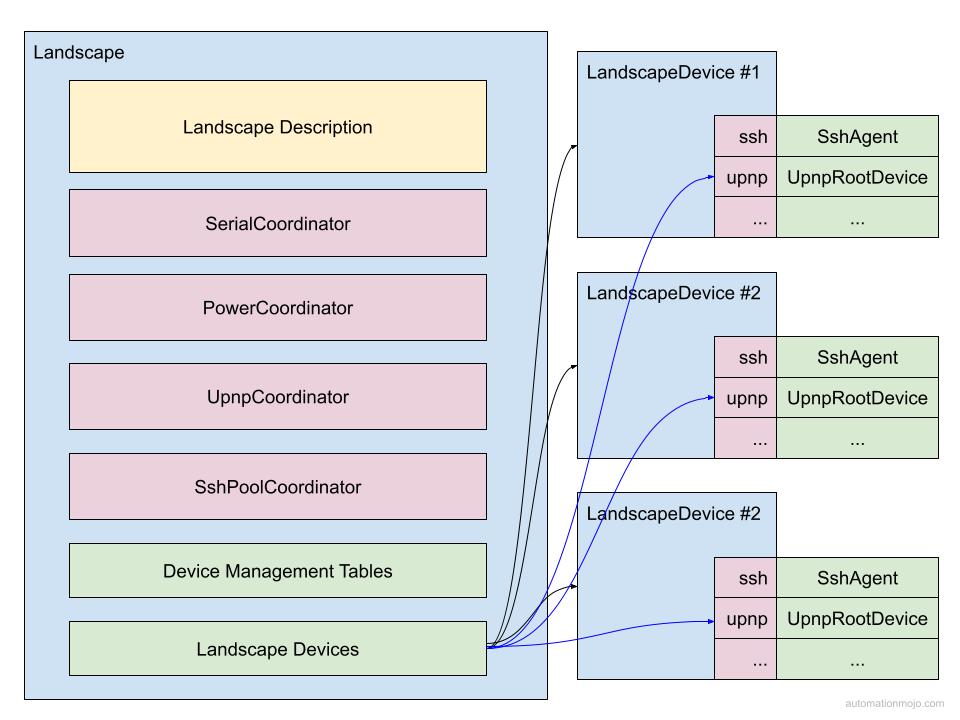 Landscape
Landscape Description
SerialCoordinator
PowerCoordinator
UpnpCoordinator
SshPoolCoordinator
Device Management Tables
Landscape Devices
LandscapeDevice #1
ssh SshAgent
upnp UpnpRootDevice
... ...
LandscapeDevice #2
ssh SshAgent
upnp UpnpRootDevice
... ...
LandscapeDevice #2
ssh SshAgent
upnp UpnpRootDevice
... ...
automationmojo.com